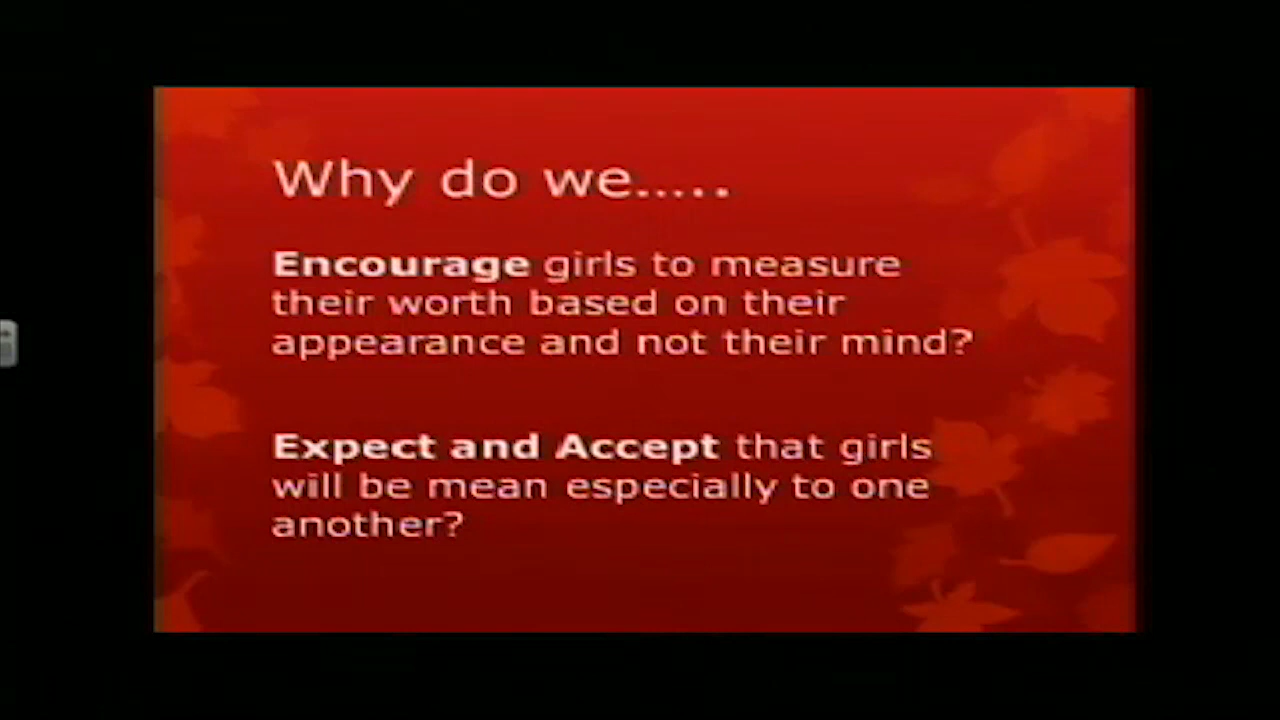 Why do we.....
Encourage girls to measure
their worth based on their
appearance and not their mind?
Expect and Accept that girls
will be mean especially to one
another?